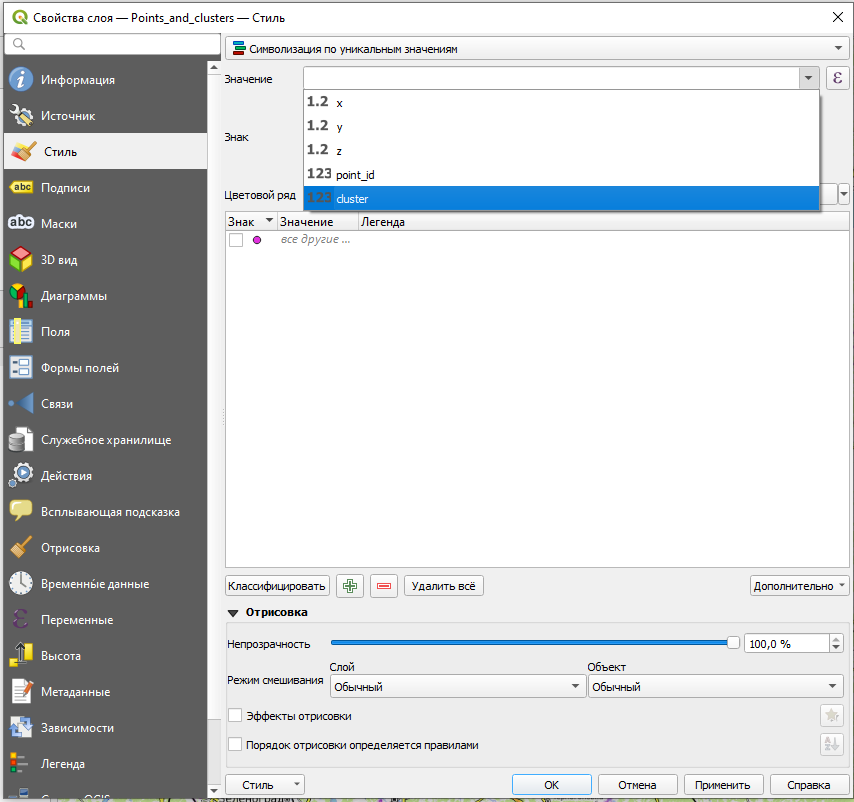 Свойства слоя — Points_and_clusters — Стиль
Символизация по уникальным значениям
Информация
Источник
Стиль
Подписи
Маски
3D вид
Диаграммы
Поля
Формы полей
Связи
Служебное хранилище
Действия
Всплывающая подсказка
Отрисовка
Временные данные
Переменные
Высота
Метаданные
Зависимости
Легенда
Значение
ε
1.2 x
1.2 y
1.2 z
123 point_id
123 cluster
Знак
Цветовой ряд
Знак Значение Легенда
все другие ...
Классифицировать Удалить всё Дополнительно
Отрисовка
Непрозрачность 100,0 %
Слой Объект
Режим смешивания Обычный Обычный
Эффекты отрисовки
Порядок отрисовки определяется правилами
Стиль OK Отмена Применить Справка